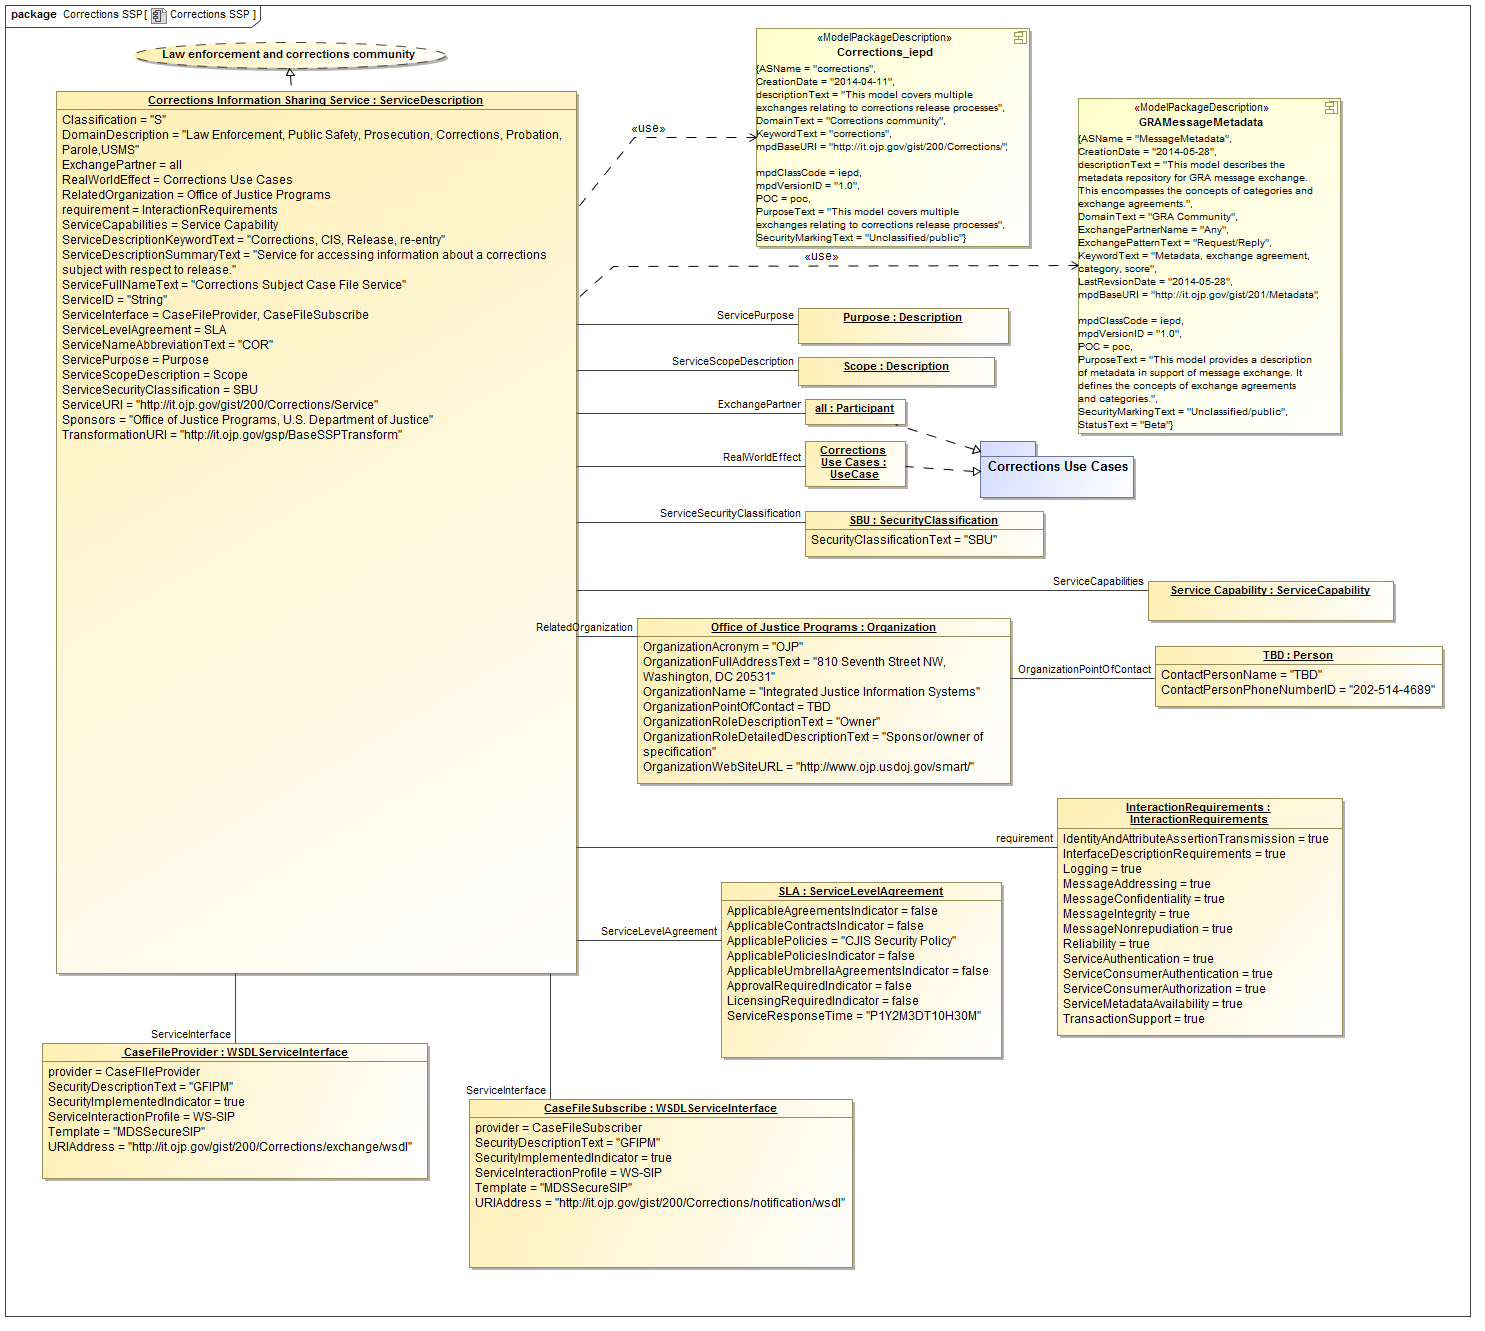 package Corrections SSP[ Corrections SSP ]
Law enforcement and corrections community
Corrections Information Sharing Service : ServiceDescription
Classification = "S"
DomainDescription = "Law Enforcement, Public Safety, Prosecution, Corrections, Probation,
Parole,USMS"
ExchangePartner = all
RealWorldEffect = Corrections Use Cases
RelatedOrganization = Office of Justice Programs
requirement = InteractionRequirements
ServiceCapabilities = Service Capability
ServiceDescriptionKeywordText = "Corrections, CIS, Release, re-entry"
ServiceDescriptionSummaryText = "Service for accessing information about a corrections
subject with respect to release."
ServiceFullNameText = "Corrections Subject Case File Service"
ServiceID = "String"
ServiceInterface = CaseFileProvider, CaseFileSubscribe
ServiceLevelAgreement = SLA
ServiceNameAbbreviationText = "COR"
ServicePurpose = Purpose
ServiceScopeDescription = Scope
ServiceSecurityClassification = SBU
ServiceURI = "http://it.ojp.gov/gist/200/Corrections/Service"
Sponsors = "Office of Justice Programs, U.S. Department of Justice"
TransformationURI = "http://it.ojp.gov/gsp/BaseSSPTransform"
«use»
«ModelPackageDescription»
Corrections_iepd
{ASName = "corrections",
CreationDate = "2014-04-11",
descriptionText = "This model covers multiple
exchanges relating to corrections release processes",
DomainText = "Corrections community",
KeywordText = "corrections",
mpdBaseURI = "http://it.ojp.gov/gist/200/Corrections/",
mpdClassCode = iepd,
mpdVersionID = "1.0",
POC = poc,
PurposeText = "This model covers multiple
exchanges relating to corrections release processes",
SecurityMarkingText = "Unclassified/public"}
«use»
«ModelPackageDescription»
GRAMessageMetadata
{ASName = "MessageMetadata",
CreationDate = "2014-05-28",
descriptionText = "This model describes the
metadata repository for GRA message exchange.
This encompasses the concepts of categories and
exchange agreements.",
DomainText = "GRA Community",
ExchangePartnerName = "Any",
ExchangePatternText = "Request/Reply",
KeywordText = "Metadata, exchange agreement,
category, score",
LastRevsionDate = "2014-05-28",
mpdBaseURI = "http://it.ojp.gov/gist/201/Metadata",
mpdClassCode = iepd,
mpdVersionID = "1.0",
POC = poc,
PurposeText = "This model provides a description
of metadata in support of message exchange. It
defines the concepts of exchange agreements
and categories.",
SecurityMarkingText = "Unclassified/public",
StatusText = "Beta"}
ServicePurpose
Purpose : Description
ServiceScopeDescription
Scope : Description
ExchangePartner
all : Participant
RealWorldEffect
Corrections
Use Cases :
UseCase
Corrections Use Cases
ServiceSecurityClassification
SBU : SecurityClassification
SecurityClassificationText = "SBU"
ServiceCapabilities
Service Capability : ServiceCapability
RelatedOrganization
Office of Justice Programs : Organization
OrganizationAcronym = "OJP"
OrganizationFullAddressText = "810 Seventh Street NW,
Washington, DC 20531"
OrganizationName = "Integrated Justice Information Systems"
OrganizationPointOfContact = TBD
OrganizationRoleDescriptionText = "Owner"
OrganizationRoleDetailedDescriptionText = "Sponsor/owner of
specification"
OrganizationWebSiteURL = "http://www.ojp.usdoj.gov/smart/"
OrganizationPointOfContact
TBD : Person
ContactPersonName = "TBD"
ContactPersonPhoneNumberID = "202-514-4689"
requirement
InteractionRequirements :
InteractionRequirements
IdentityAndAttributeAssertionTransmission = true
InterfaceDescriptionRequirements = true
Logging = true
MessageAddressing = true
MessageConfidentiality = true
MessageIntegrity = true
MessageNonrepudiation = true
Reliability = true
ServiceAuthentication = true
ServiceConsumerAuthentication = true
ServiceConsumerAuthorization = true
ServiceMetadataAvailability = true
TransactionSupport = true
ServiceLevelAgreement
SLA : ServiceLevelAgreement
ApplicableAgreementsIndicator = false
ApplicableContractsIndicator = false
ApplicablePolicies = "CJIS Security Policy"
ApplicablePoliciesIndicator = false
ApplicableUmbrellaAgreementsIndicator = false
ApprovalRequiredIndicator = false
LicensingRequiredIndicator = false
ServiceResponseTime = "P1Y2M3DT10H30M"
ServiceInterface
CaseFileProvider : WSDLServiceInterface
provider = CaseFIleProvider
SecurityDescriptionText = "GFIPM"
SecurityImplementedIndicator = true
ServiceInteractionProfile = WS-SIP
Template = "MDSSecureSIP"
URIAddress = "http://it.ojp.gov/gist/200/Corrections/exchange/wsdl"
ServiceInterface
CaseFileSubscribe : WSDLServiceInterface
provider = CaseFileSubscriber
SecurityDescriptionText = "GFIPM"
SecurityImplementedIndicator = true
ServiceInteractionProfile = WS-SIP
Template = "MDSSecureSIP"
URIAddress = "http://it.ojp.gov/gist/200/Corrections/notification/wsdl"